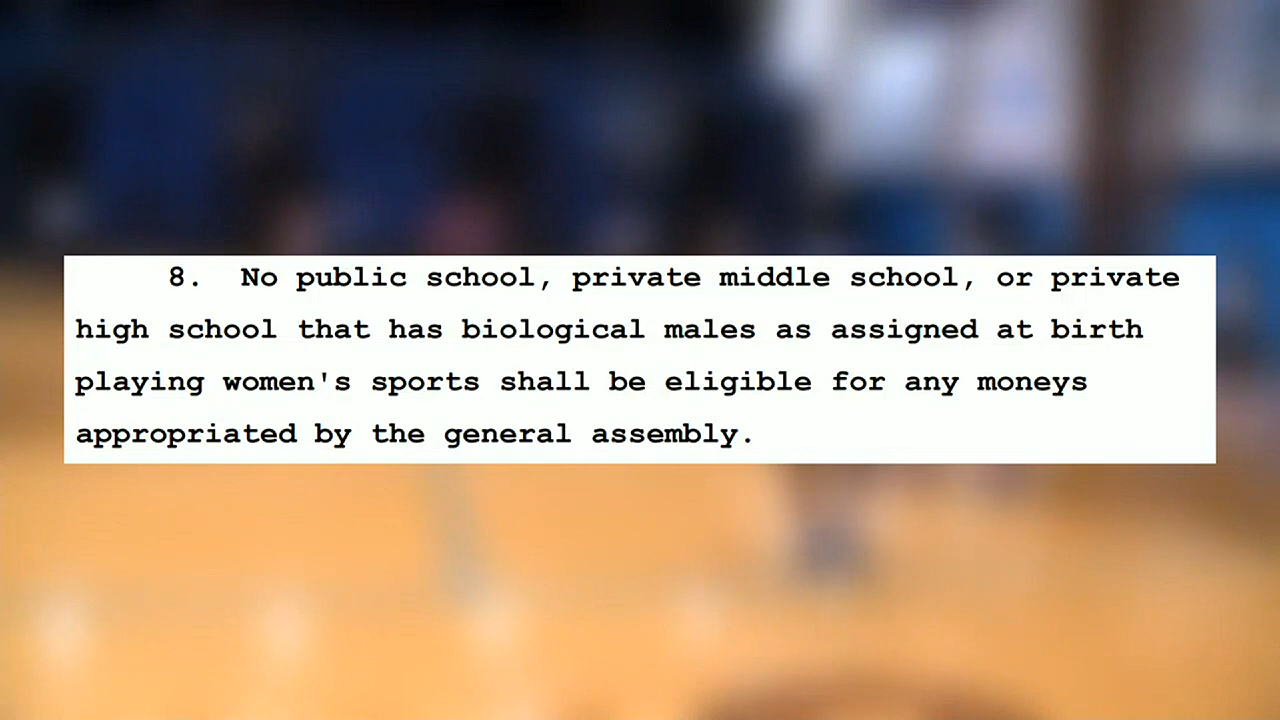 8. No public school, private middle school, or private
high school that has biological males as assigned at birth
playing women's sports shall be eligible for any moneys
appropriated by the general assembly.